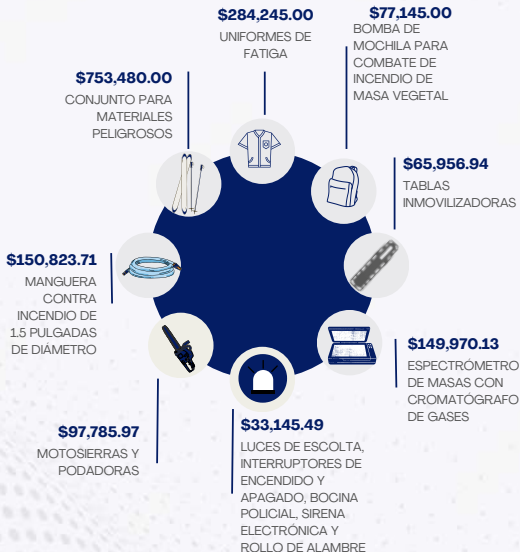 $284,245.00
UNIFORMES DE
FATIGA
$77,145.00
BOMBA DE
MOCHILA PARA
COMBATE DE
INCENDIO DE
MASA VEGETAL
$753,480.00
CONJUNTO PARA
MATERIALES
PELIGROSOS
$65,956.94
TABLAS
INMOVILIZADORAS
$150,823.71
MANGUERA
CONTRA
INCENDIO DE
1.5 PULGADAS
DE DIÁMETRO
$149,970.13
ESPECTRÓMETRO
DE MASAS CON
CROMATÓGRAFO
DE GASES
$97,785.97
MOTOSIERRAS Y
PODADORAS
$33,145.49
LUCES DE ESCOLTA,
INTERRUPTORES DE
ENCENDIDO Y
APAGADO, BOCINA
POLICIAL, SIRENA
ELECTRÓNICA Y
ROLLO DE ALAMBRE